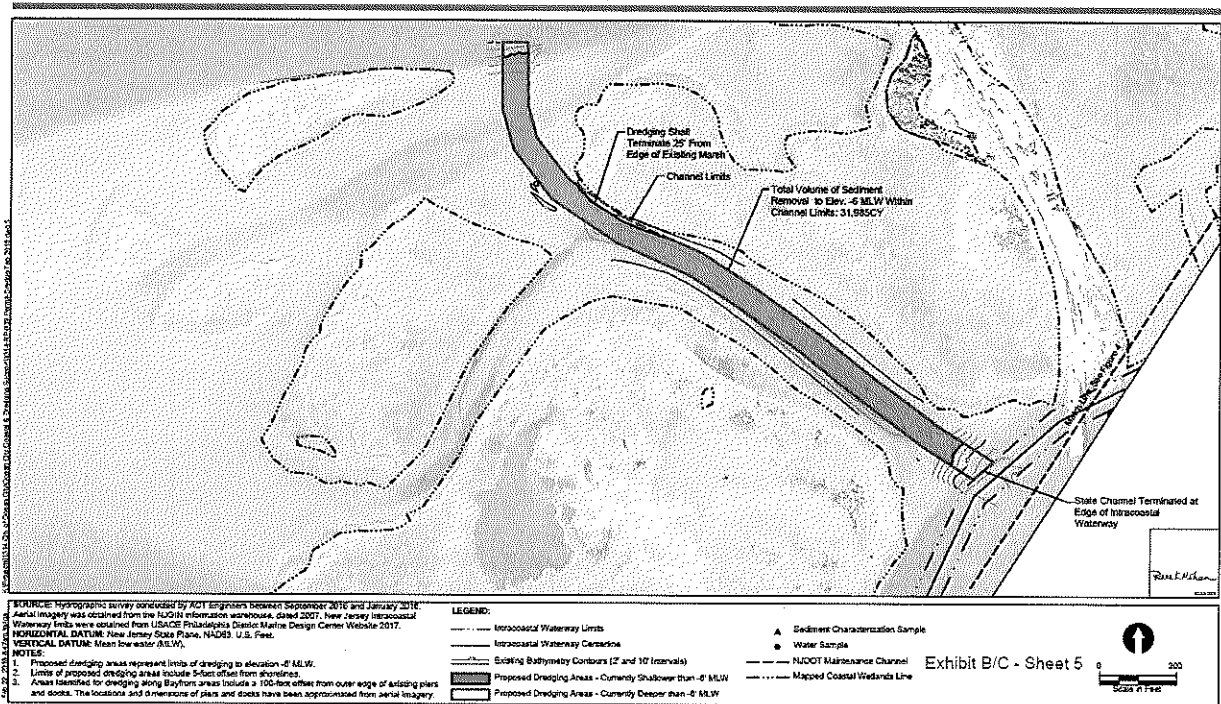 Dredging Shall
Terminate 25' From
Edge of Existing Marsh
Channel Limits
Total Volume of Sediment
Removal to Elev. -6 MLW Within
Channel Limits: 31,985CY
State Channel Terminated at
Edge of Intracoastal
Waterway
SOURCE: Hydrographic survey conducted by ACT Engineers between September 2016 and January 2018.
Aerial Imagery was obtained from the NJGIN information warehouse, dated 2007. New Jersey Intracoastal
Waterway limits were obtained from USACE Philadelphia District Marine Design Center Website 2017.
HORIZONTAL DATUM: New Jersey State Plane, NAD83, U.S. Feet.
VERTICAL DATUM: Mean low water (MLW).
NOTES:
1. Proposed dredging areas represent limits of dredging to elevation -6' MLW.
2. Limits of proposed dredging areas include 5-foot offset from shorelines.
3. Areas identified for dredging along Bayfront areas include a 100-foot offset from outer edge of existing piers
and docks. The locations and dimensions of piers and docks have been approximated from aerial imagery.
LEGEND:
Intracoastal Waterway Limits
Intracoastal Waterway Centerline
Existing Bathymetry Contours (2' and 10' Intervals)
Proposed Dredging Areas - Currently Shallower than -6' MLW
Proposed Dredging Areas - Currently Deeper than -6' MLW
Sediment Characterization Sample
Water Sample
NJDOT Maintenance Channel
Mapped Coastal Wetlands Line
Exhibit B/C - Sheet 5
0 200
Scale in Feet